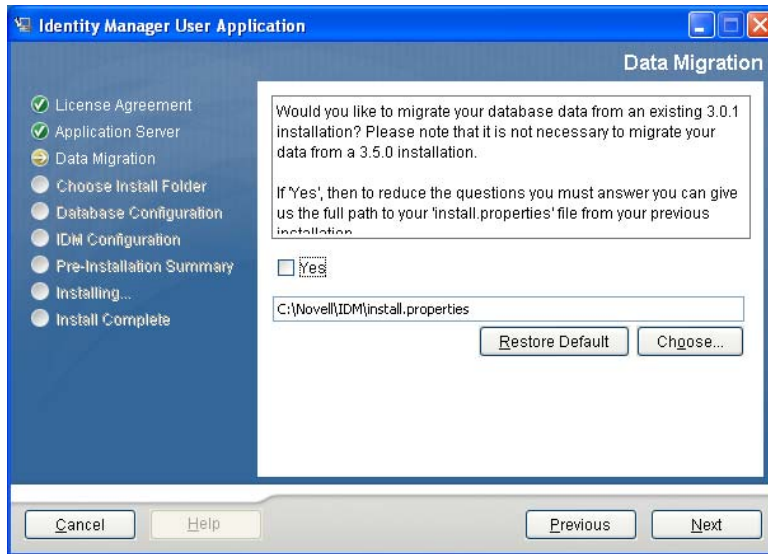 Identity Manager User Application
Data Migration
License Agreement
Application Server
Data Migration
Choose Install Folder
Database Configuration
IDM Configuration
Pre-Installation Summary
Installing...
Install Complete
Would you like to migrate your database data from an existing 3.0.1
installation? Please note that it is not necessary to migrate your
data from a 3.5.0 installation.
If 'Yes', then to reduce the questions you must answer you can give
us the full path to your 'install.properties' file from your previous
installation
Yes
C:\Novell\IDM\install.properties
Restore Default
Choose...
Cancel
Help
Previous
Next